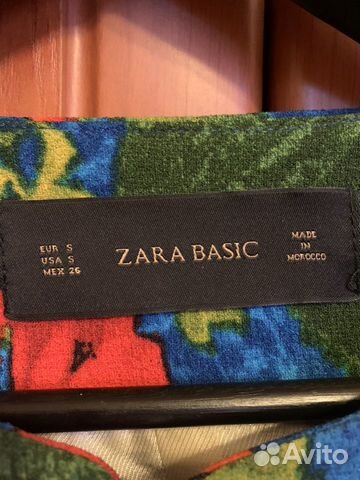 EUR S
USA S
MEX 26
ZARA BASIC
MADE
IN
MOROCCO
Avito